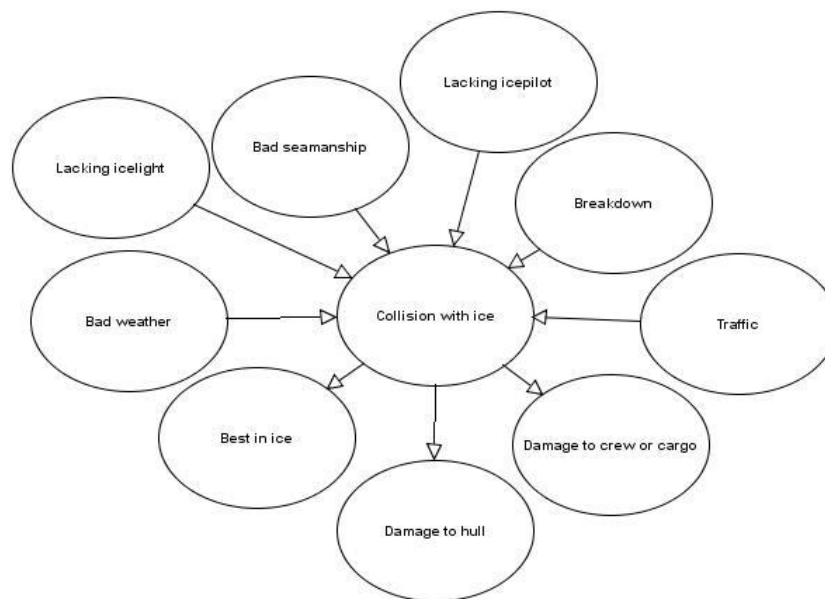 Lacking icepilot
Bad seamanship
Lacking icelight
Breakdown
Bad weather
Collision with ice
Traffic
Best in ice
Damage to crew or cargo
Damage to hull